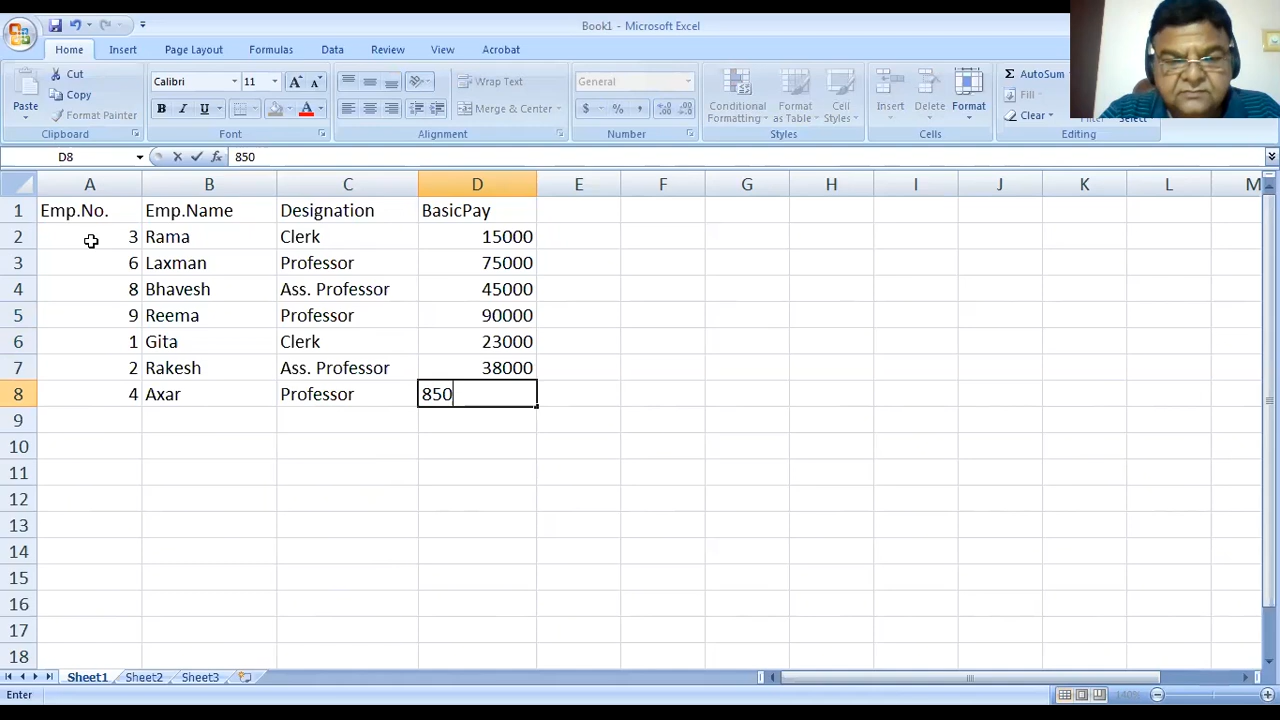 Book1 - Microsoft Excel
Home Insert Page Layout Formulas Data Review View Acrobat
Paste
Cut
Copy
Format Painter
Clipboard
Calibri 11
B I U
Font
Wrap Text
Merge & Center
Alignment
General
$ % ,
Number
Conditional Formatting
Format as Table
Cell Styles
Styles
Insert
Delete
Format
Cells
Σ AutoSum
Fill
Clear
Select
Editing
D8 fx 850
A B C D E F G H I J K L M
1 Emp.No. Emp.Name Designation BasicPay
2 3 Rama Clerk 15000
3 6 Laxman Professor 75000
4 8 Bhavesh Ass. Professor 45000
5 9 Reema Professor 90000
6 1 Gita Clerk 23000
7 2 Rakesh Ass. Professor 38000
8 4 Axar Professor 850
9
10
11
12
13
14
15
16
17
18
Sheet1 Sheet2 Sheet3
Enter 140%